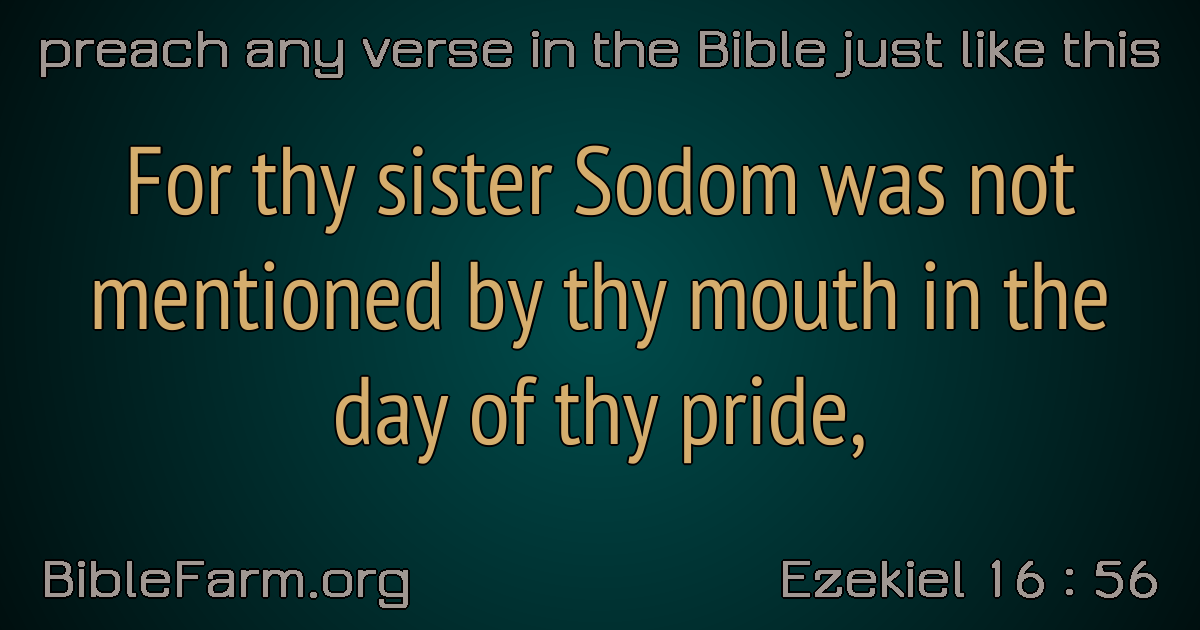 preach any verse in the Bible just like this
For thy sister Sodom was not
mentioned by thy mouth in the
day of thy pride,
BibleFarm.org
Ezekiel 16 : 56